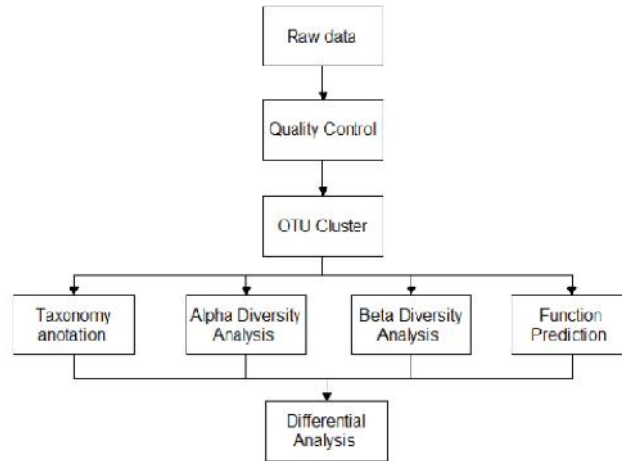 Raw data
Quality Control
OTU Cluster
Taxonomy
anotation
Alpha Diversity
Analysis
Beta Diversity
Analysis
Function
Prediction
Differential
Analysis